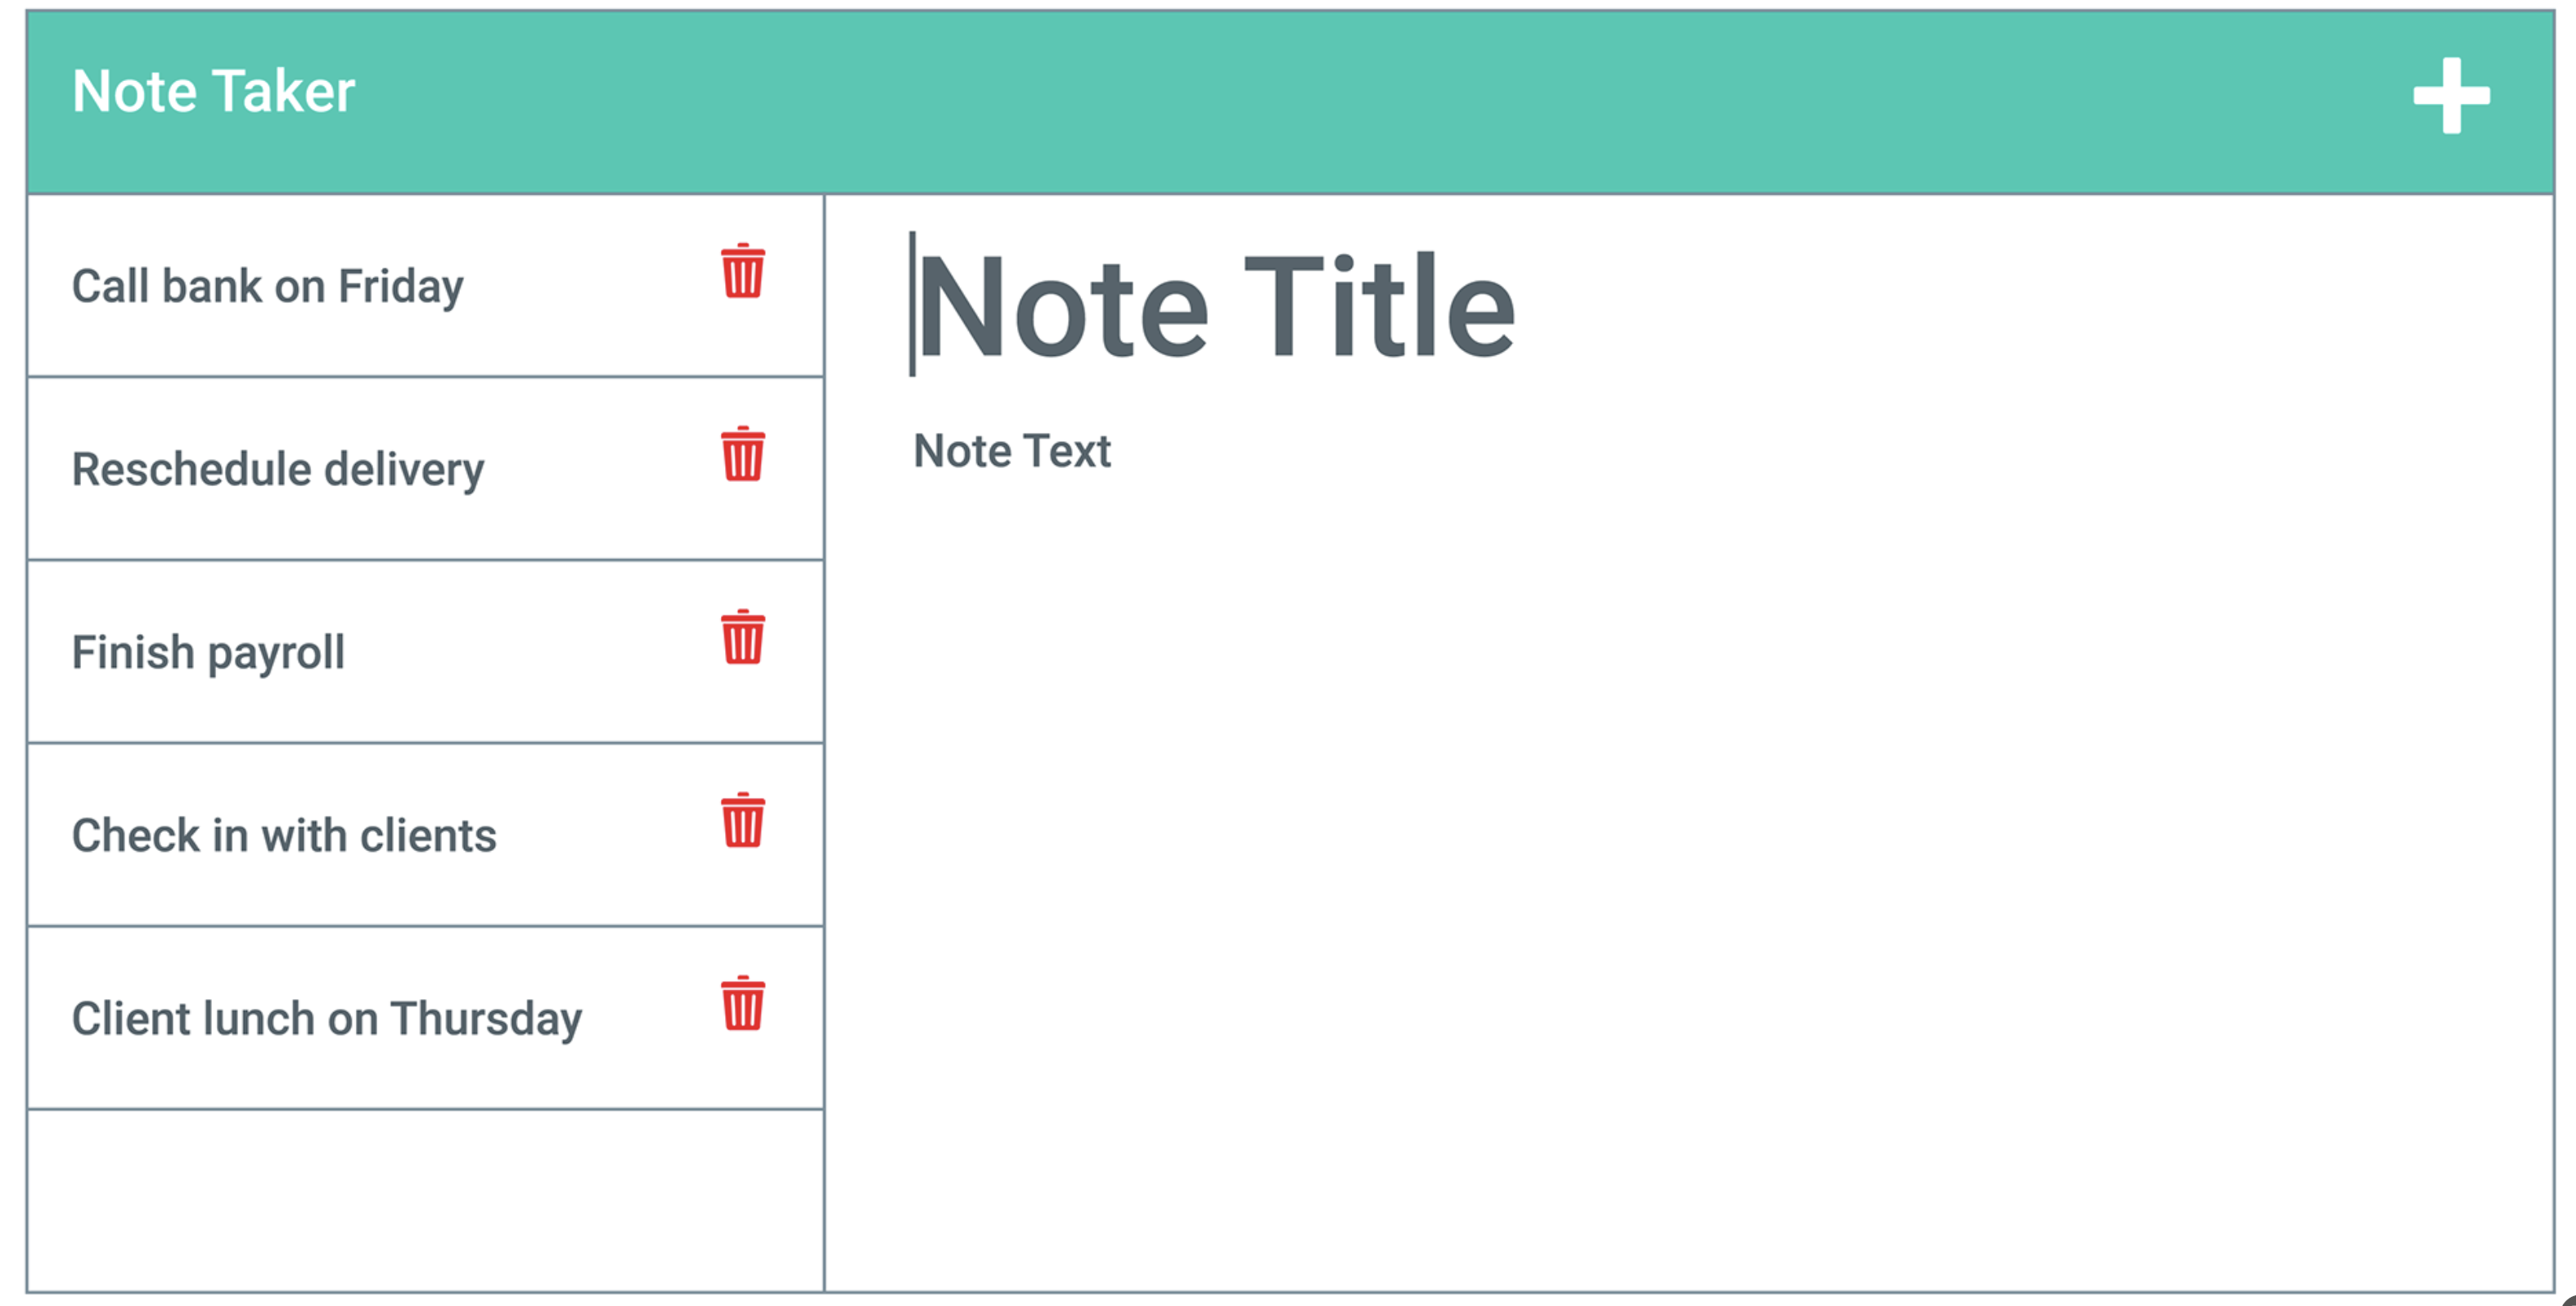 Note Taker
Call bank on Friday
Reschedule delivery
Finish payroll
Check in with clients
Client lunch on Thursday
Note Title
Note Text